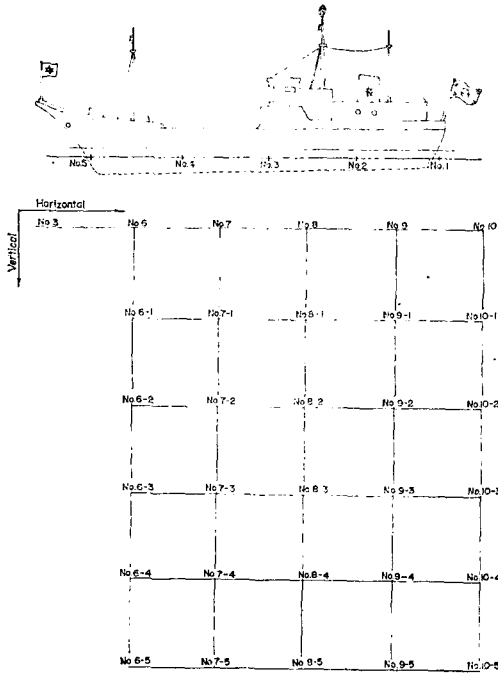 No.5 No.4 No.3 No.2 No.1
Horizontal
Vertical
No.3 No.6 No.7 No.8 No.9 No.10
No.6-1 No.7-1 No.8-1 No.9-1 No.10-1
No.6-2 No.7-2 No.8-2 No.9-2 No.10-2
No.6-3 No.7-3 No.8-3 No.9-3 No.10-3
No.6-4 No.7-4 No.8-4 No.9-4 No.10-4
No.6-5 No.7-5 No.8-5 No.9-5 No.10-5